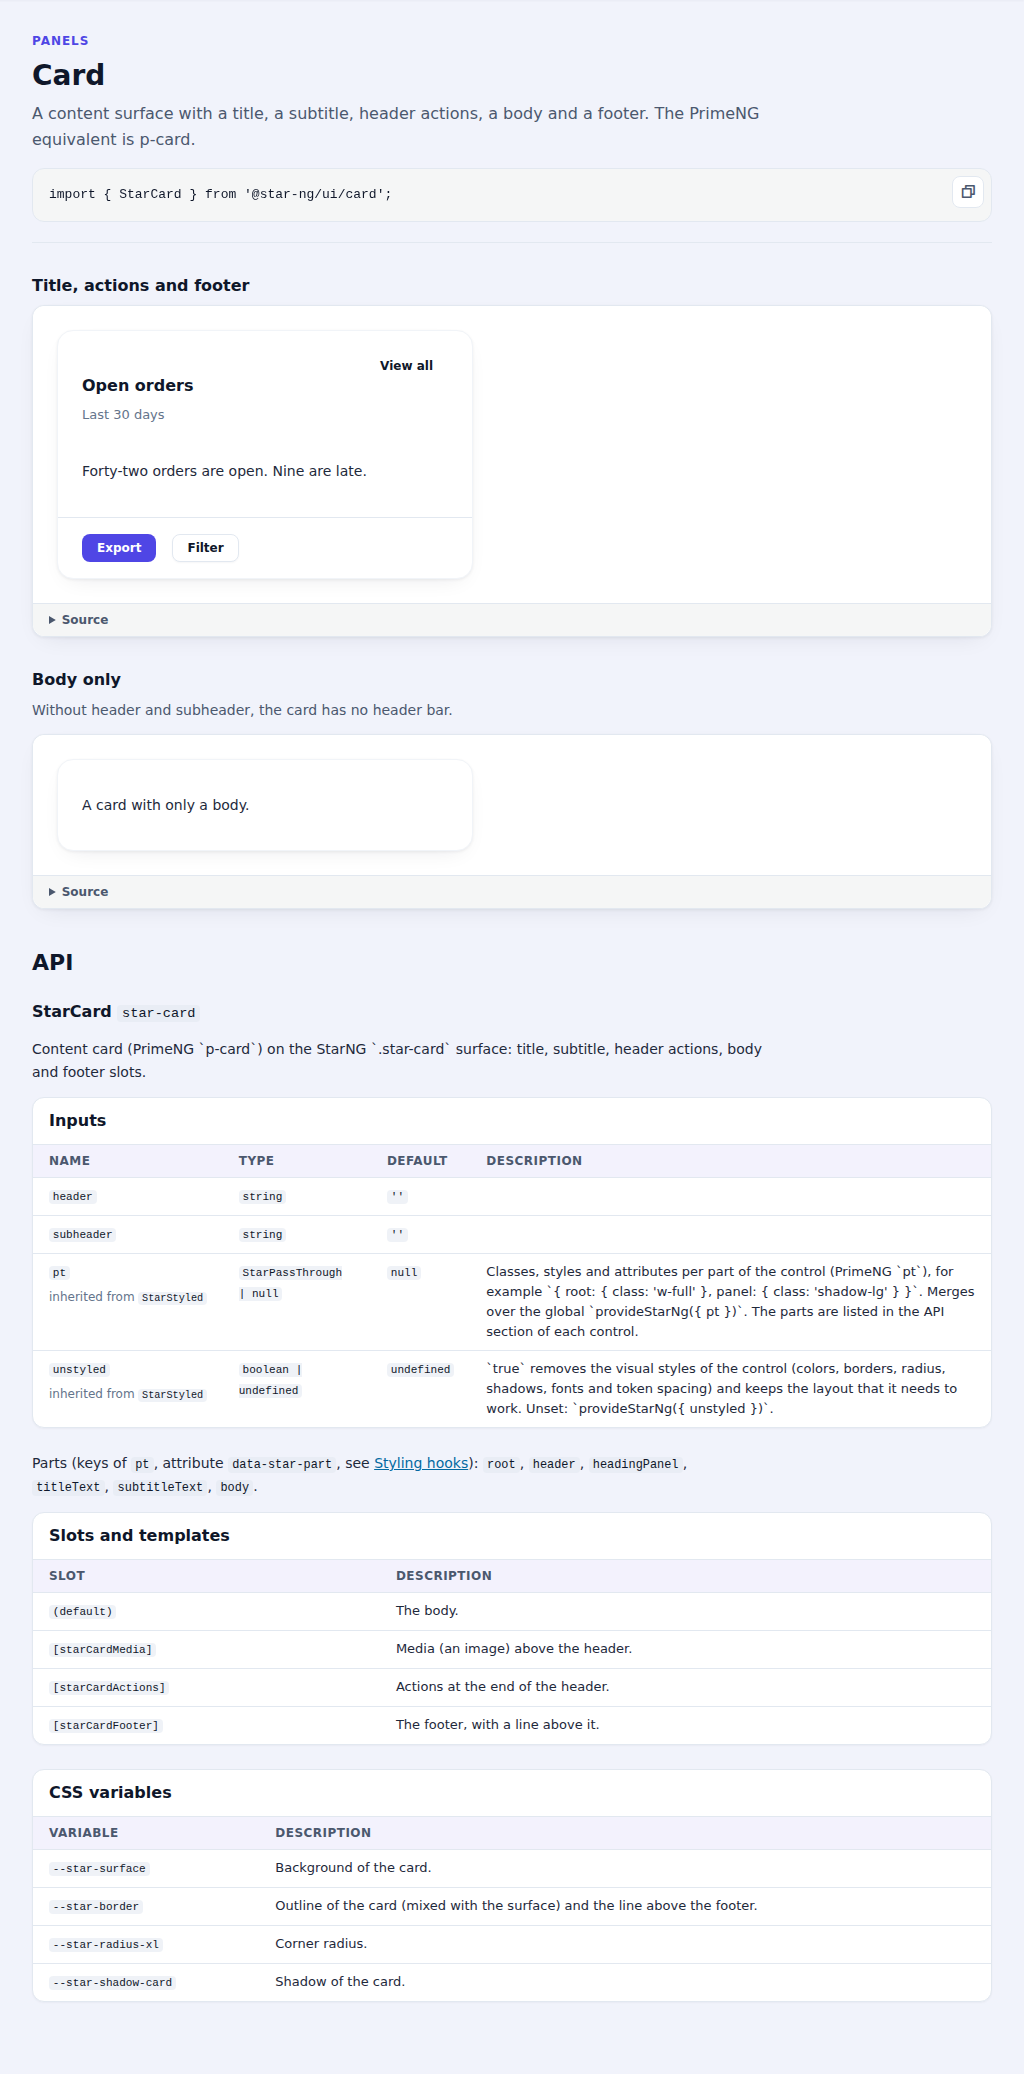 PANELS
Card
A content surface with a title, a subtitle, header actions, a body and a footer. The PrimeNG
equivalent is p-card.
import { StarCard } from '@star-ng/ui/card';
Title, actions and footer
View all
Open orders
Last 30 days
Forty-two orders are open. Nine are late.
Export Filter
Source
Body only
Without header and subheader, the card has no header bar.
A card with only a body.
Source
API
StarCard star-card
Content card (PrimeNG `p-card`) on the StarNG `.star-card` surface: title, subtitle, header actions, body
and footer slots.
Inputs
NAME TYPE DEFAULT DESCRIPTION
header string ''
subheader string ''
pt StarPassThrough null Classes, styles and attributes per part of the control (PrimeNG `pt`), for
inherited from StarStyled | null example `{ root: { class: 'w-full' }, panel: { class: 'shadow-lg' } }`. Merges
over the global `provideStarNg({ pt })`. The parts are listed in the API
section of each control.
unstyled boolean | undefined `true` removes the visual styles of the control (colors, borders, radius,
inherited from StarStyled undefined shadows, fonts and token spacing) and keeps the layout that it needs to
work. Unset: `provideStarNg({ unstyled })`.
Parts (keys of pt, attribute data-star-part, see Styling hooks): root, header, headingPanel,
titleText, subtitleText, body.
Slots and templates
SLOT DESCRIPTION
(default) The body.
[starCardMedia] Media (an image) above the header.
[starCardActions] Actions at the end of the header.
[starCardFooter] The footer, with a line above it.
CSS variables
VARIABLE DESCRIPTION
--star-surface Background of the card.
--star-border Outline of the card (mixed with the surface) and the line above the footer.
--star-radius-xl Corner radius.
--star-shadow-card Shadow of the card.